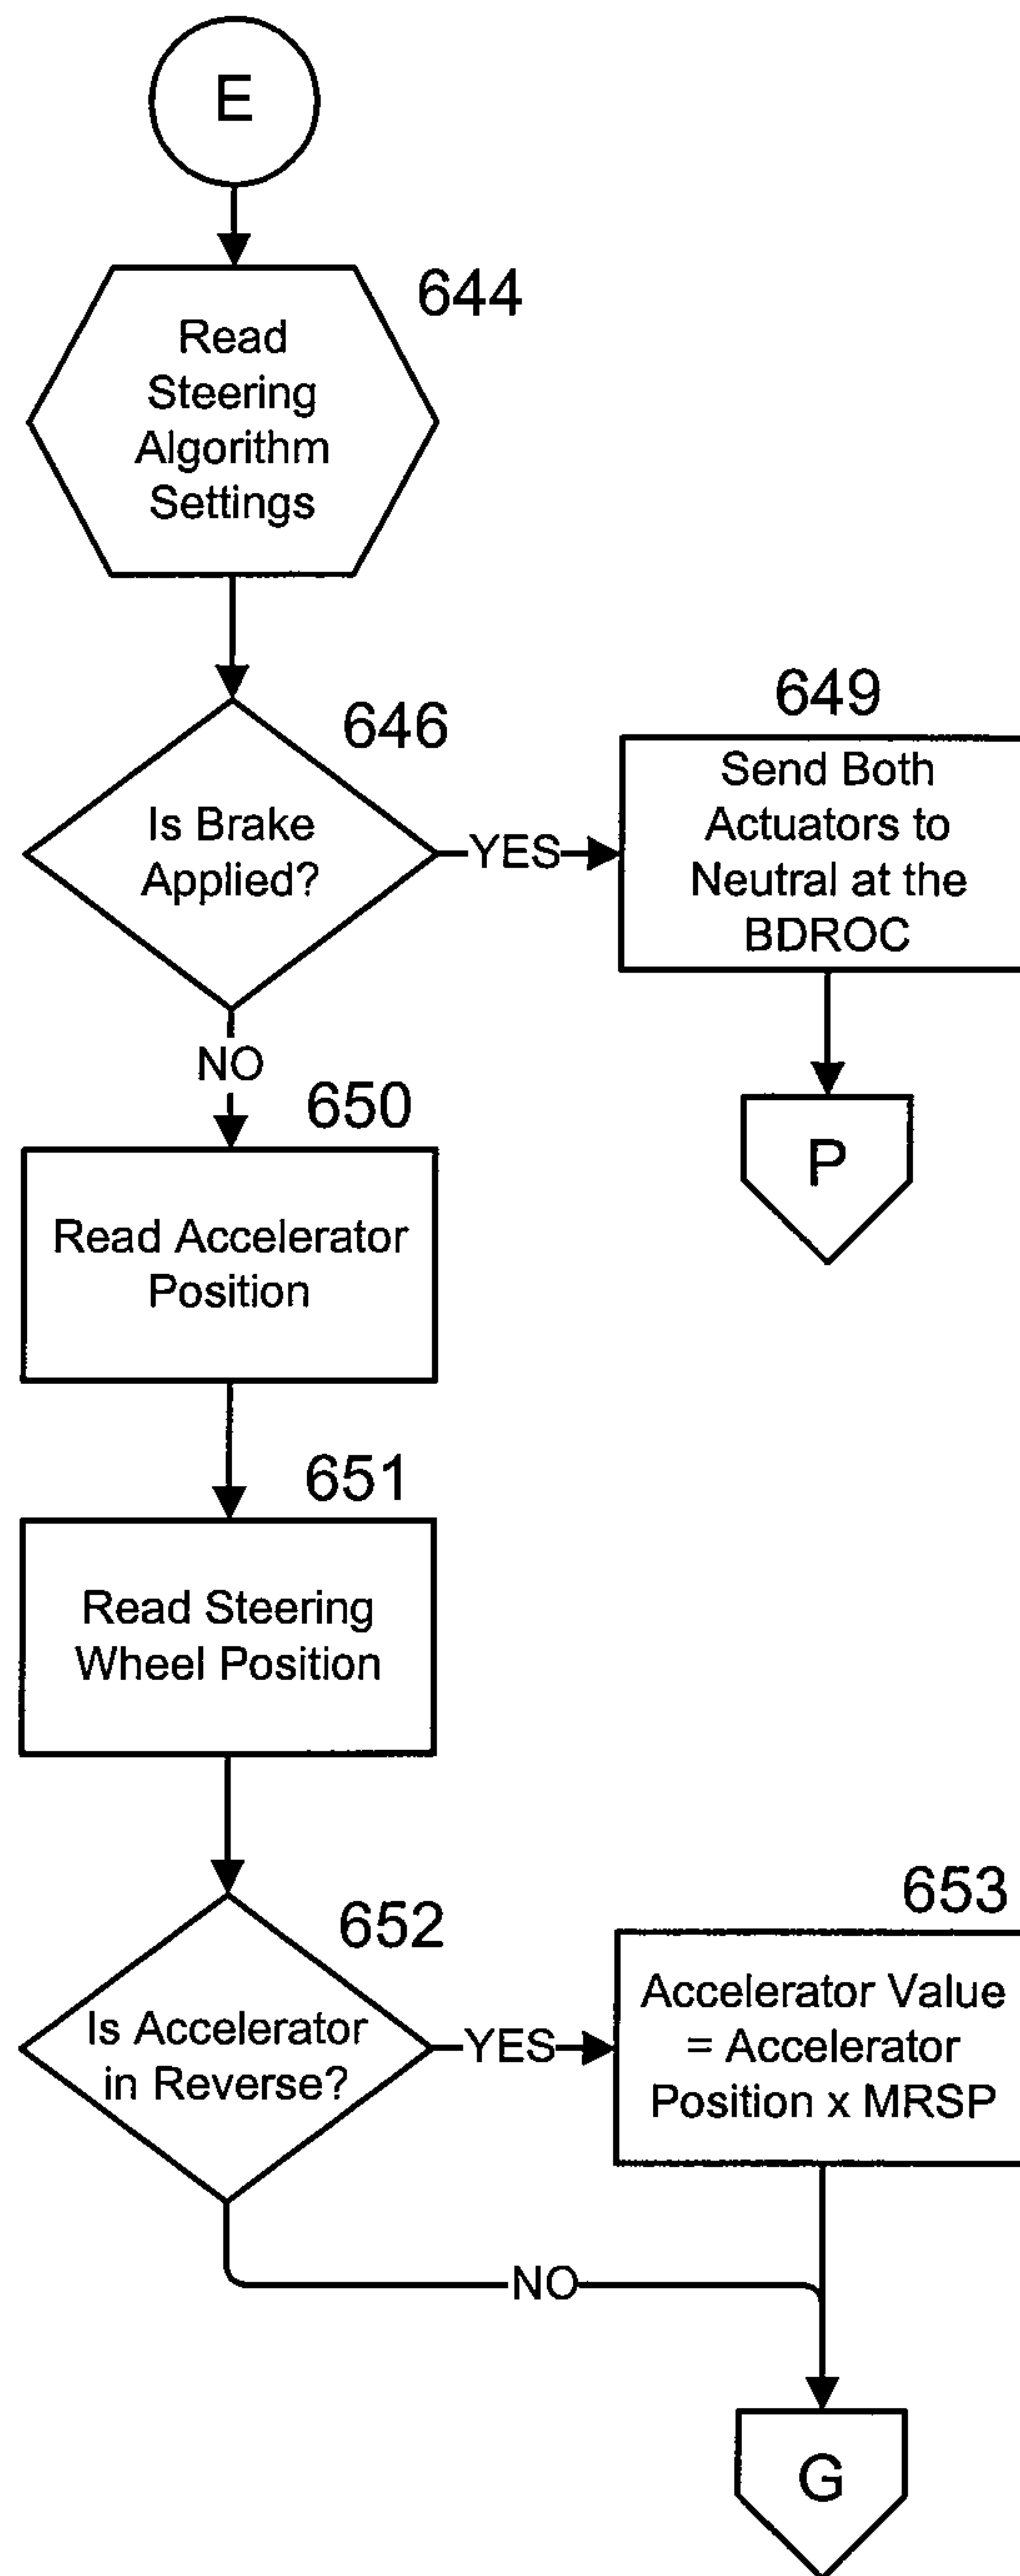 E
644
Read
Steering
Algorithm
Settings
646
Is Brake
Applied?
YES
649
Send Both
Actuators to
Neutral at the
BDROC
P
NO
650
Read Accelerator
Position
651
Read Steering
Wheel Position
652
Is Accelerator
in Reverse?
YES
653
Accelerator Value
= Accelerator
Position x MRSP
NO
G